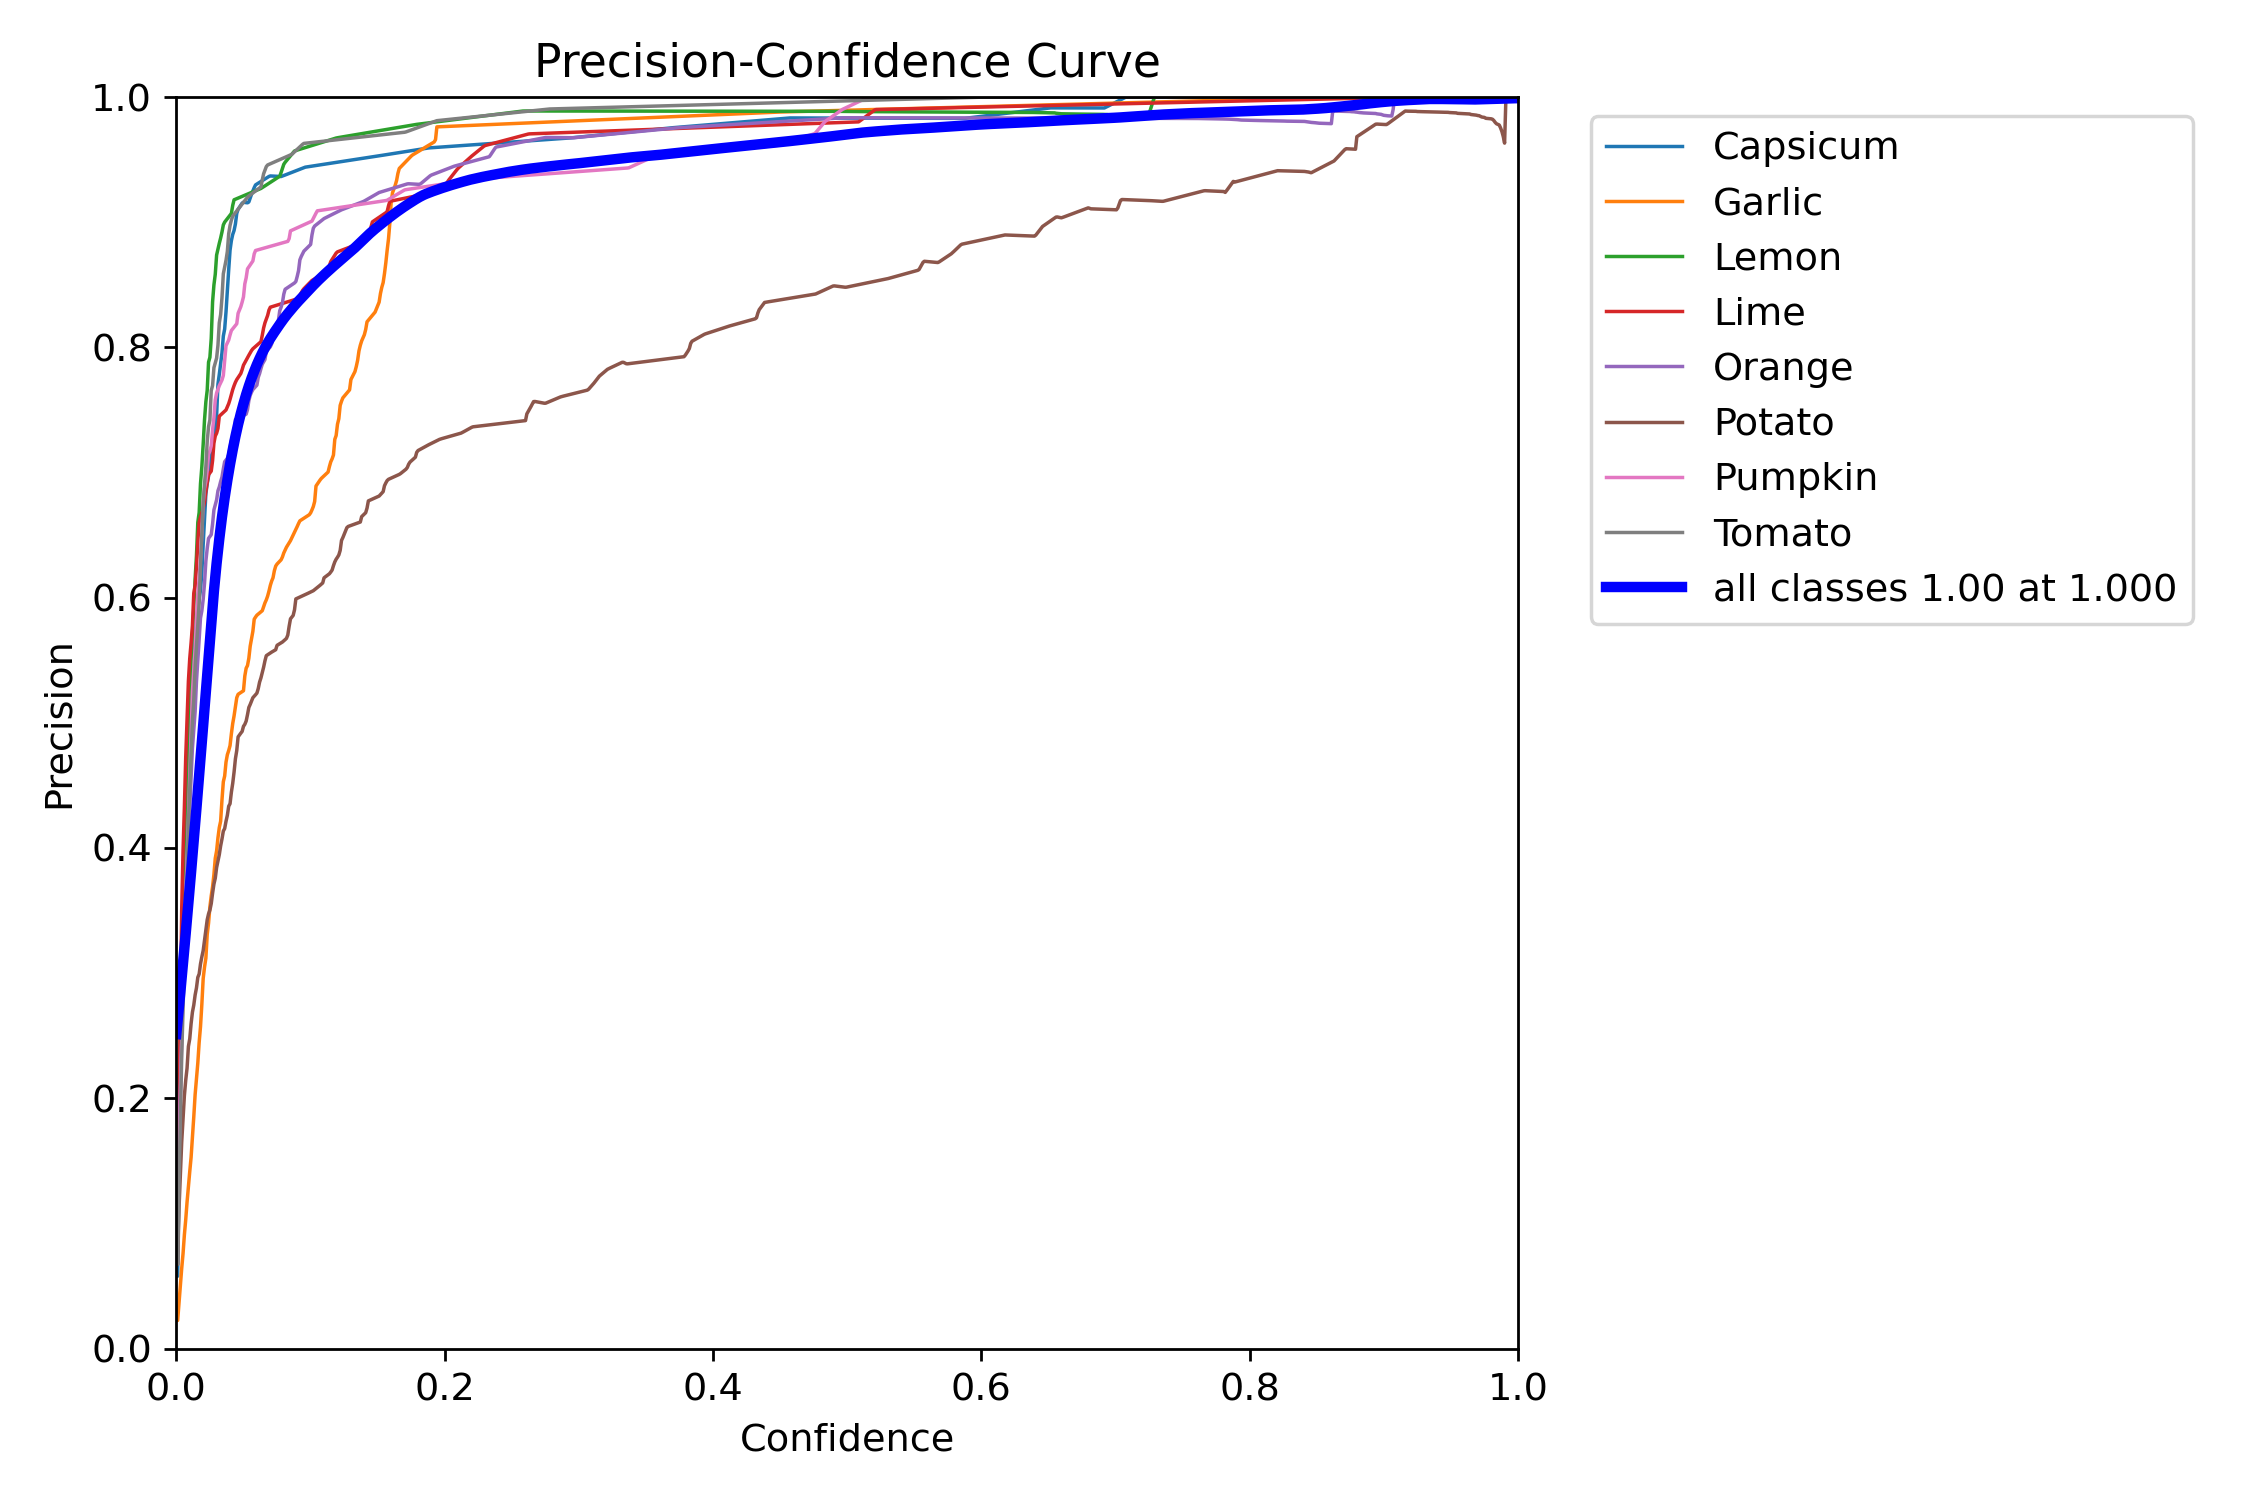 Precision-Confidence Curve
1.0
0.8
0.6
0.4
0.2
0.0
Precision
0.0 0.2 0.4 0.6 0.8 1.0
Confidence
Capsicum
Garlic
Lemon
Lime
Orange
Potato
Pumpkin
Tomato
all classes 1.00 at 1.000